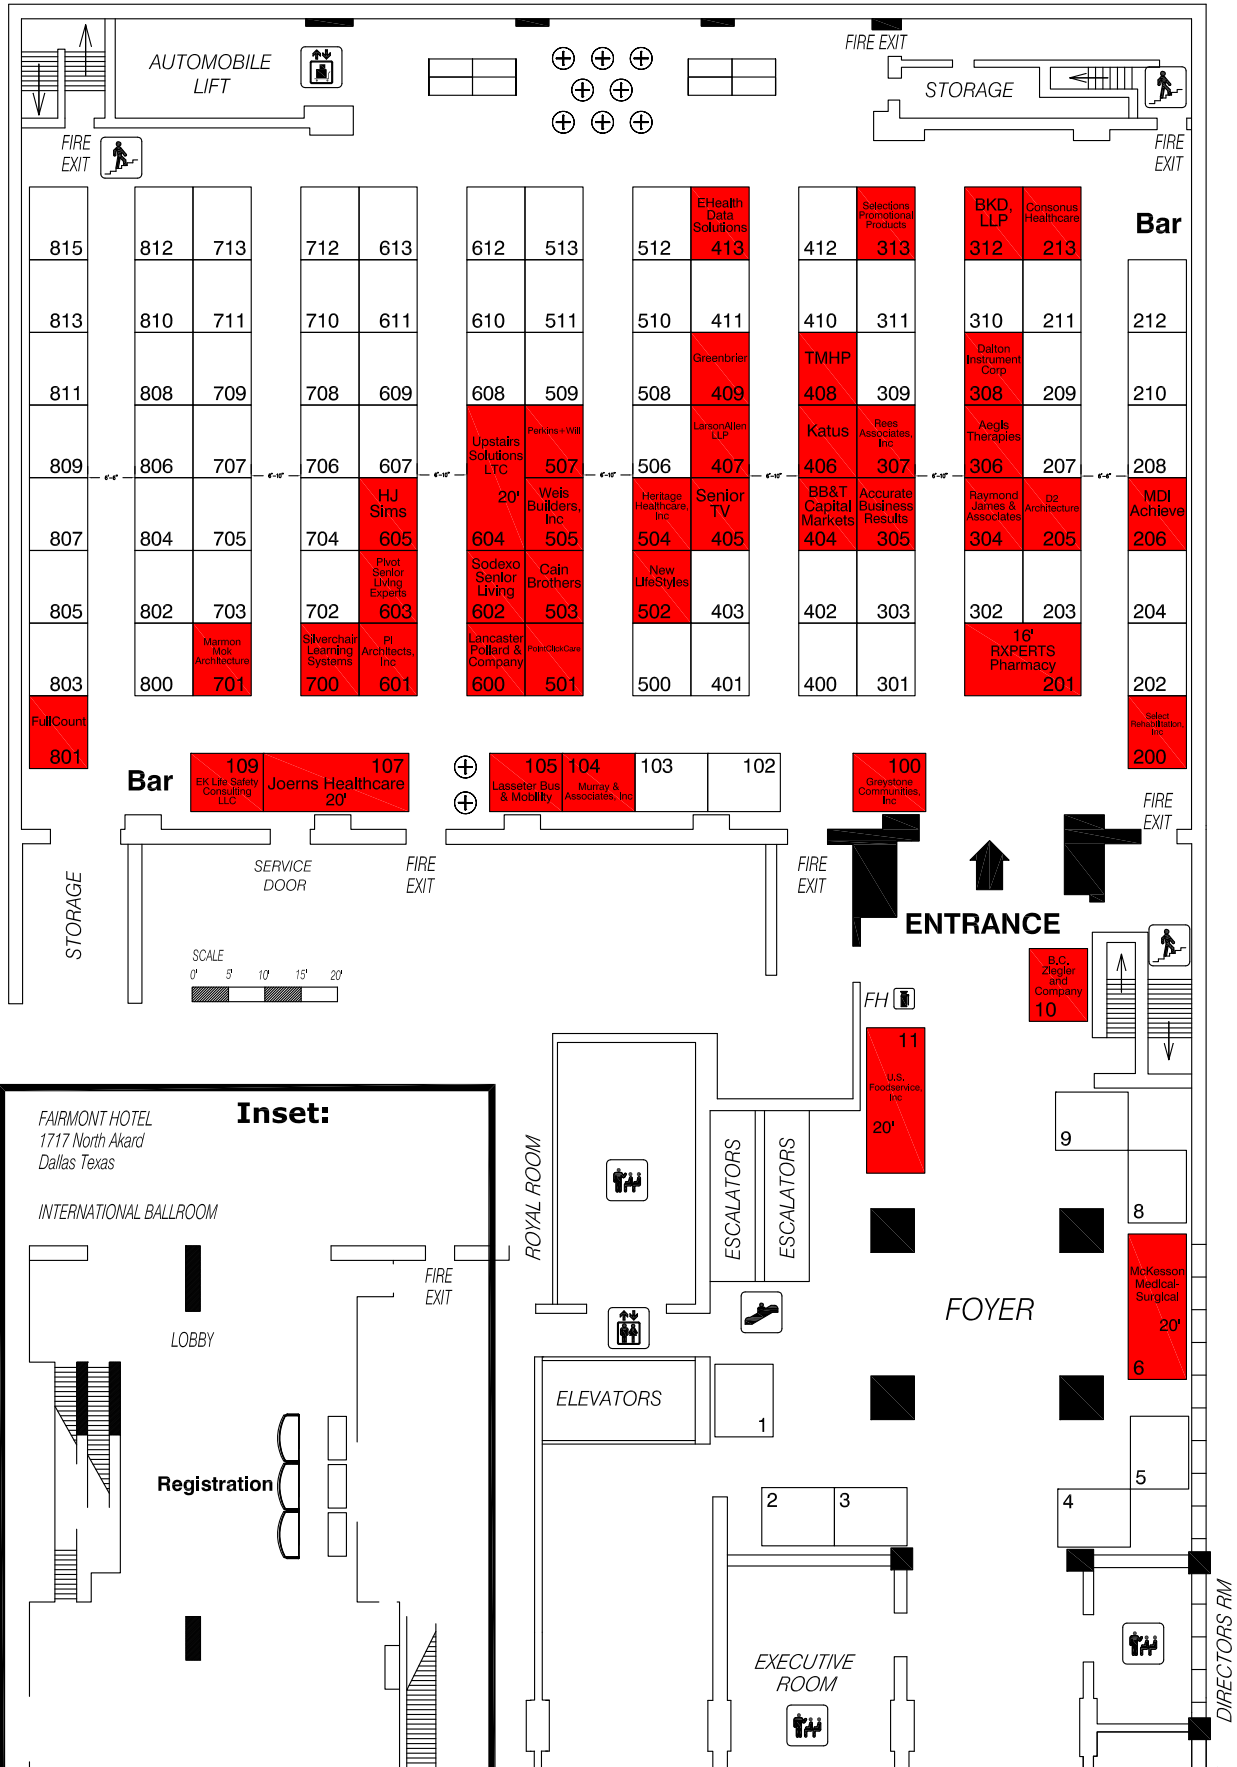 AUTOMOBILE
LIFT
FIRE EXIT
STORAGE
FIRE
EXIT
FIRE
EXIT
Bar
815
812
713
712
613
612
513
512
EHealth
Data
Solutions
413
412
Selections
Promotional
Products
313
BKD,
LLP
312
Consonus
Healthcare
213
813
810
711
710
611
610
511
510
411
410
311
310
211
212
811
808
709
708
609
608
509
508
Greenbrier
409
TMHP
408
309
Dalton
Instrument
Corp
308
209
210
809
806
707
706
607
Upstairs
Solutions
LTC
20'
604
Perkins+Will
507
506
LarsonAllen
LLP
407
Katus
406
Rees
Associates,
Inc
307
Aegis
Therapies
306
207
208
6'-6"
6'-10"
6'-10"
6'-10"
6'-10"
6'-6"
807
804
705
704
HJ
Sims
605
Weis
Builders,
Inc
505
Heritage
Healthcare,
Inc
504
Senior
TV
405
BB&T
Capital
Markets
404
Accurate
Business
Results
305
Raymond
James &
Associates
304
D2
Architecture
205
MDI
Achieve
206
805
802
703
702
Pivot
Senior
Living
Experts
603
Sodexo
Senior
Living
602
Cain
Brothers
503
New
LifeStyles
502
403
402
303
302
203
204
803
800
Marmon
Mok
Architecture
701
Silverchair
Learning
Systems
700
PI
Architects,
Inc
601
Lancaster
Pollard &
Company
600
PointClickCare
501
500
401
400
301
16'
RXPERTS
Pharmacy
201
202
FullCount
801
Select
Rehabilitation,
Inc
200
Bar
109
EK Life Safety
Consulting
LLC
107
Joerns Healthcare
20'
105
Lasseter Bus
& Mobility
104
Murray &
Associates, Inc
103
102
100
Greystone
Communities,
Inc
FIRE
EXIT
STORAGE
SERVICE
DOOR
FIRE
EXIT
FIRE
EXIT
ENTRANCE
SCALE
0' 5' 10' 15' 20'
B.C.
Ziegler
and
Company
10
FH
11
U.S.
Foodservice,
Inc
20'
9
8
McKesson
Medical-
Surgical
20'
6
ROYAL ROOM
ESCALATORS
ESCALATORS
FOYER
ELEVATORS
1
2
3
4
5
EXECUTIVE
ROOM
DIRECTORS RM
Inset:
FAIRMONT HOTEL
1717 North Akard
Dallas Texas
INTERNATIONAL BALLROOM
FIRE
EXIT
LOBBY
Registration